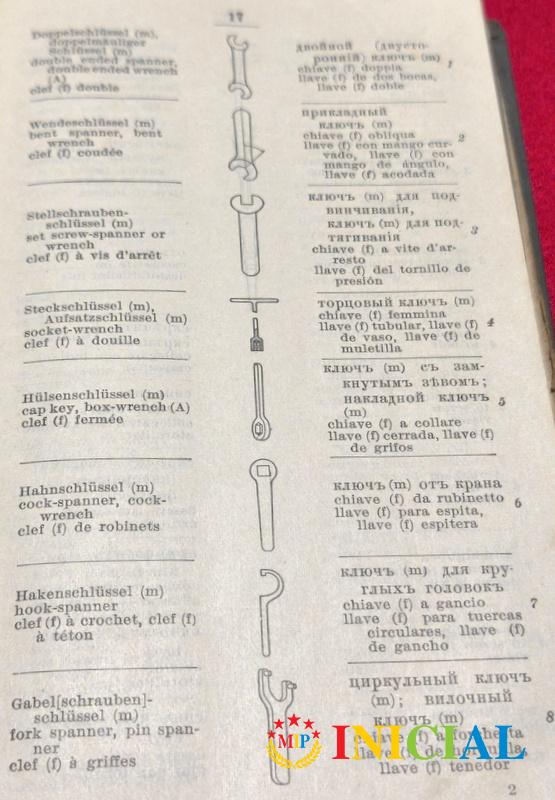 17
Doppelschlüssel (m),
doppelmäuliger
Schlüssel (m)
double ended spanner,
double ended wrench
(A)
clef (f) double
двойной (двусто-
ронній) ключъ (m)
chiave (f) doppia
llave (f) de dos bocas,
llave (f) doble
1
Wendeschlüssel (m)
bent spanner, bent
wrench
clef (f) coudée
прикладный
ключъ (m)
chiave (f) obliqua
llave (f) con mango cur-
vado, llave (f) con
mango de ángulo,
llave (f) acodada
2
Stellschrauben-
schlüssel (m)
set screw-spanner or
wrench
clef (f) à vis d'arrêt
ключъ (m) для под-
винчиванія,
ключъ (m) для под-
тягиванія
chiave (f) a vite d'ar-
resto
llave (f) del tornillo de
presión
3
Steckschlüssel (m),
Aufsatzschlüssel (m)
socket-wrench
clef (f) à douille
торцовый ключъ (m)
chiave (f) femmina
llave (f) tubular, llave (f)
de vaso, llave (f) de
muletilla
4
Hülsenschlüssel (m)
cap key, box-wrench (A)
clef (f) fermée
ключъ (m) съ зам-
кнутымъ зѣвомъ;
накладной ключъ
(m)
chiave (f) a collare
llave (f) cerrada, llave (f)
de grifos
5
Hahnschlüssel (m)
cock-spanner, cock-
wrench
clef (f) de robinets
ключъ (m) отъ крана
chiave (f) da rubinetto
llave (f) para espita,
llave (f) espitera
6
Hakenschlüssel (m)
hook-spanner
clef (f) à crochet, clef (f)
à téton
ключъ (m) для кру-
глыхъ головокъ
chiave (f) a gancio
llave (f) para tuercas
circulares, llave (f)
de gancho
7
Gabel[schrauben]-
schlüssel (m)
fork spanner, pin span-
ner
clef (f) à griffes
циркульный ключъ
(m); вилочный
ключъ (m)
chiave (f) a forchetta
llave (f) de horquilla,
llave (f) tenedor
8
2
MIP INICIAL